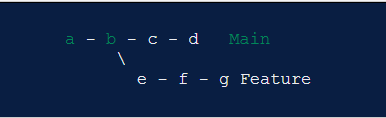 a - b - c - d   Main
\
e - f - g Feature